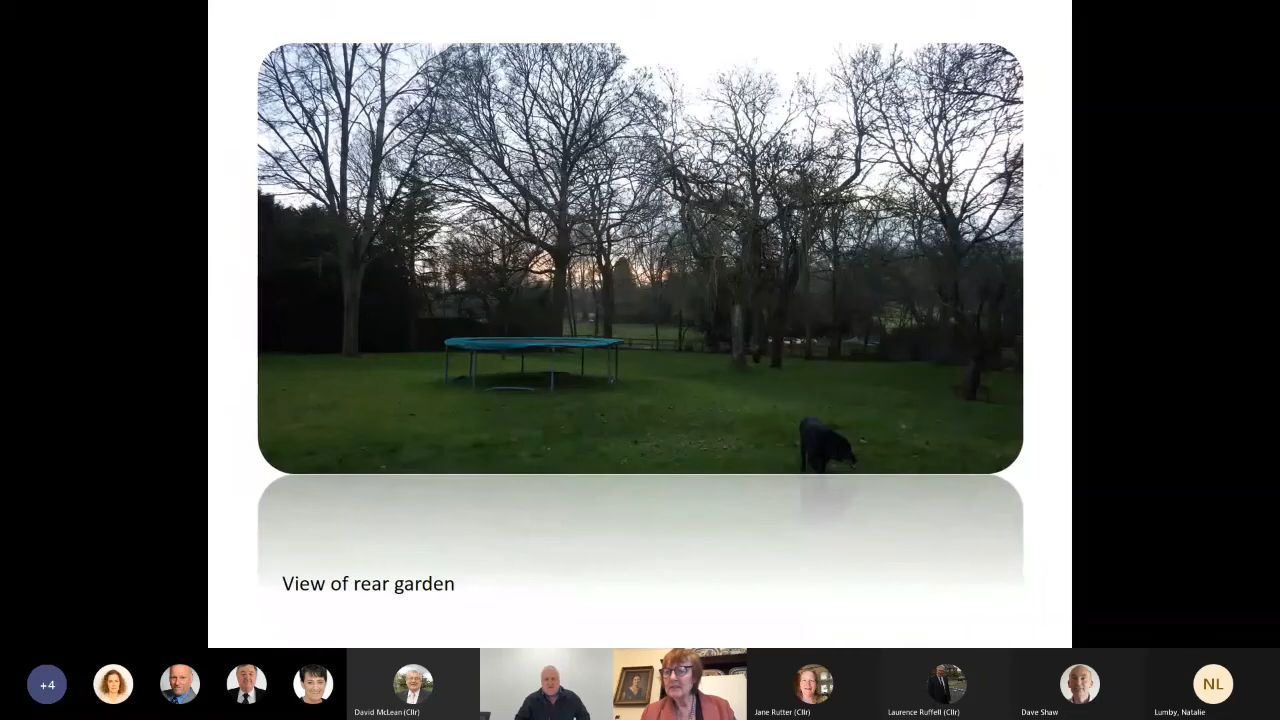 View of rear garden
+4
David McLean (Cllr)
Jane Rutter (Cllr)
Laurence Ruffell (Cllr)
Dave Shaw
NL
Lumby, Natalie